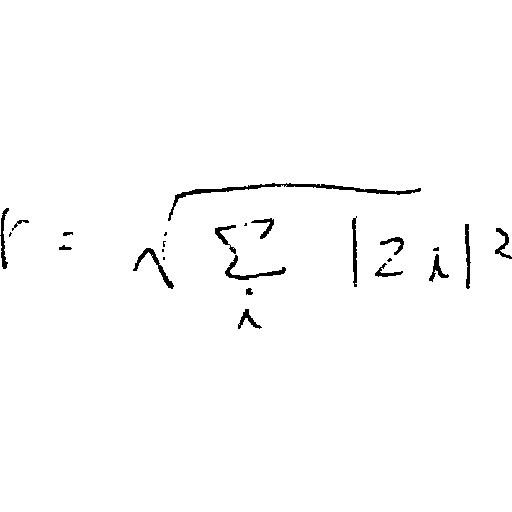 r = \sqrt{\sum_{i} |z_i|^2}